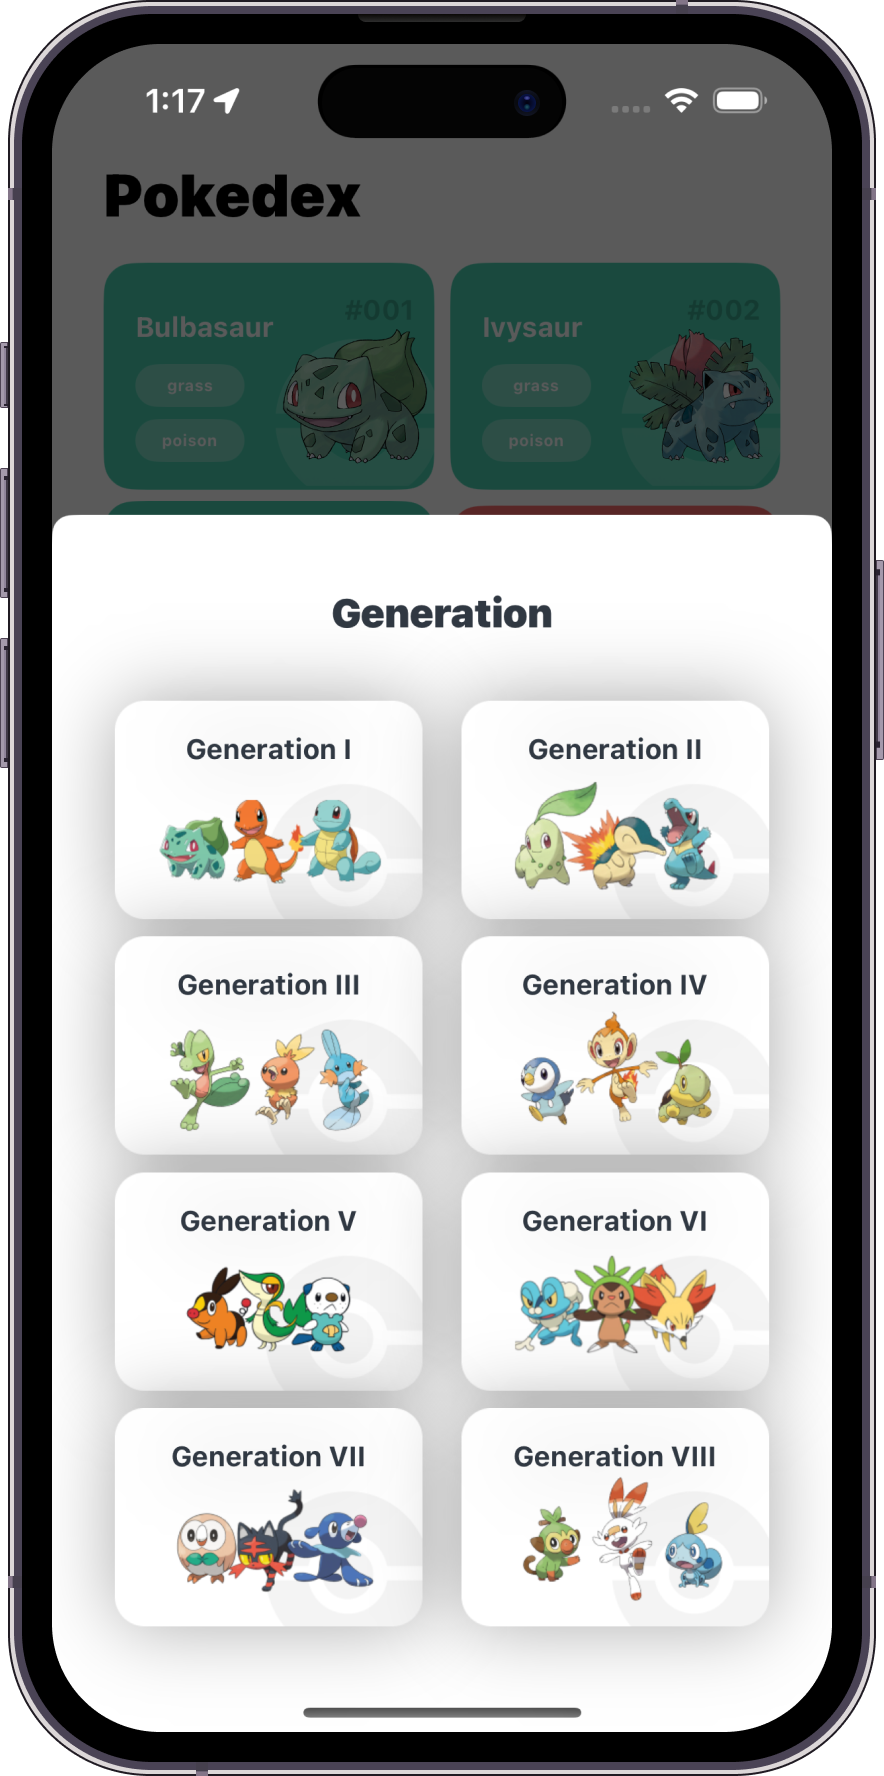 1:17
Pokedex
#001
Bulbasaur
grass
poison
#002
Ivysaur
grass
poison
Generation
Generation I
Generation II
Generation III
Generation IV
Generation V
Generation VI
Generation VII
Generation VIII